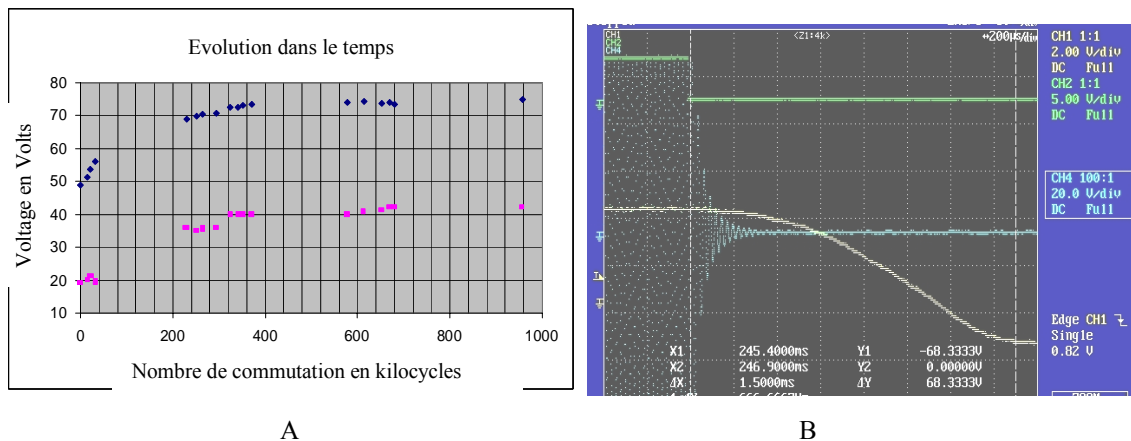 Evolution dans le temps
Voltage en Volts
80
70
60
50
40
30
20
10
0 200 400 600 800 1000
Nombre de commutation en kilocycles
A
CH1
CH2
CH4
<Z1:4k>
↔200µs/div
CH1 1:1
2.00 V/div
DC Full
CH2 1:1
5.00 V/div
DC Full
CH4 100:1
20.0 V/div
DC Full
Edge CH1
Single
0.82 V
X1 245.4000ms Y1 -68.3333V
X2 246.9000ms Y2 0.00000V
ΔX 1.5000ms ΔY 68.3333V
B